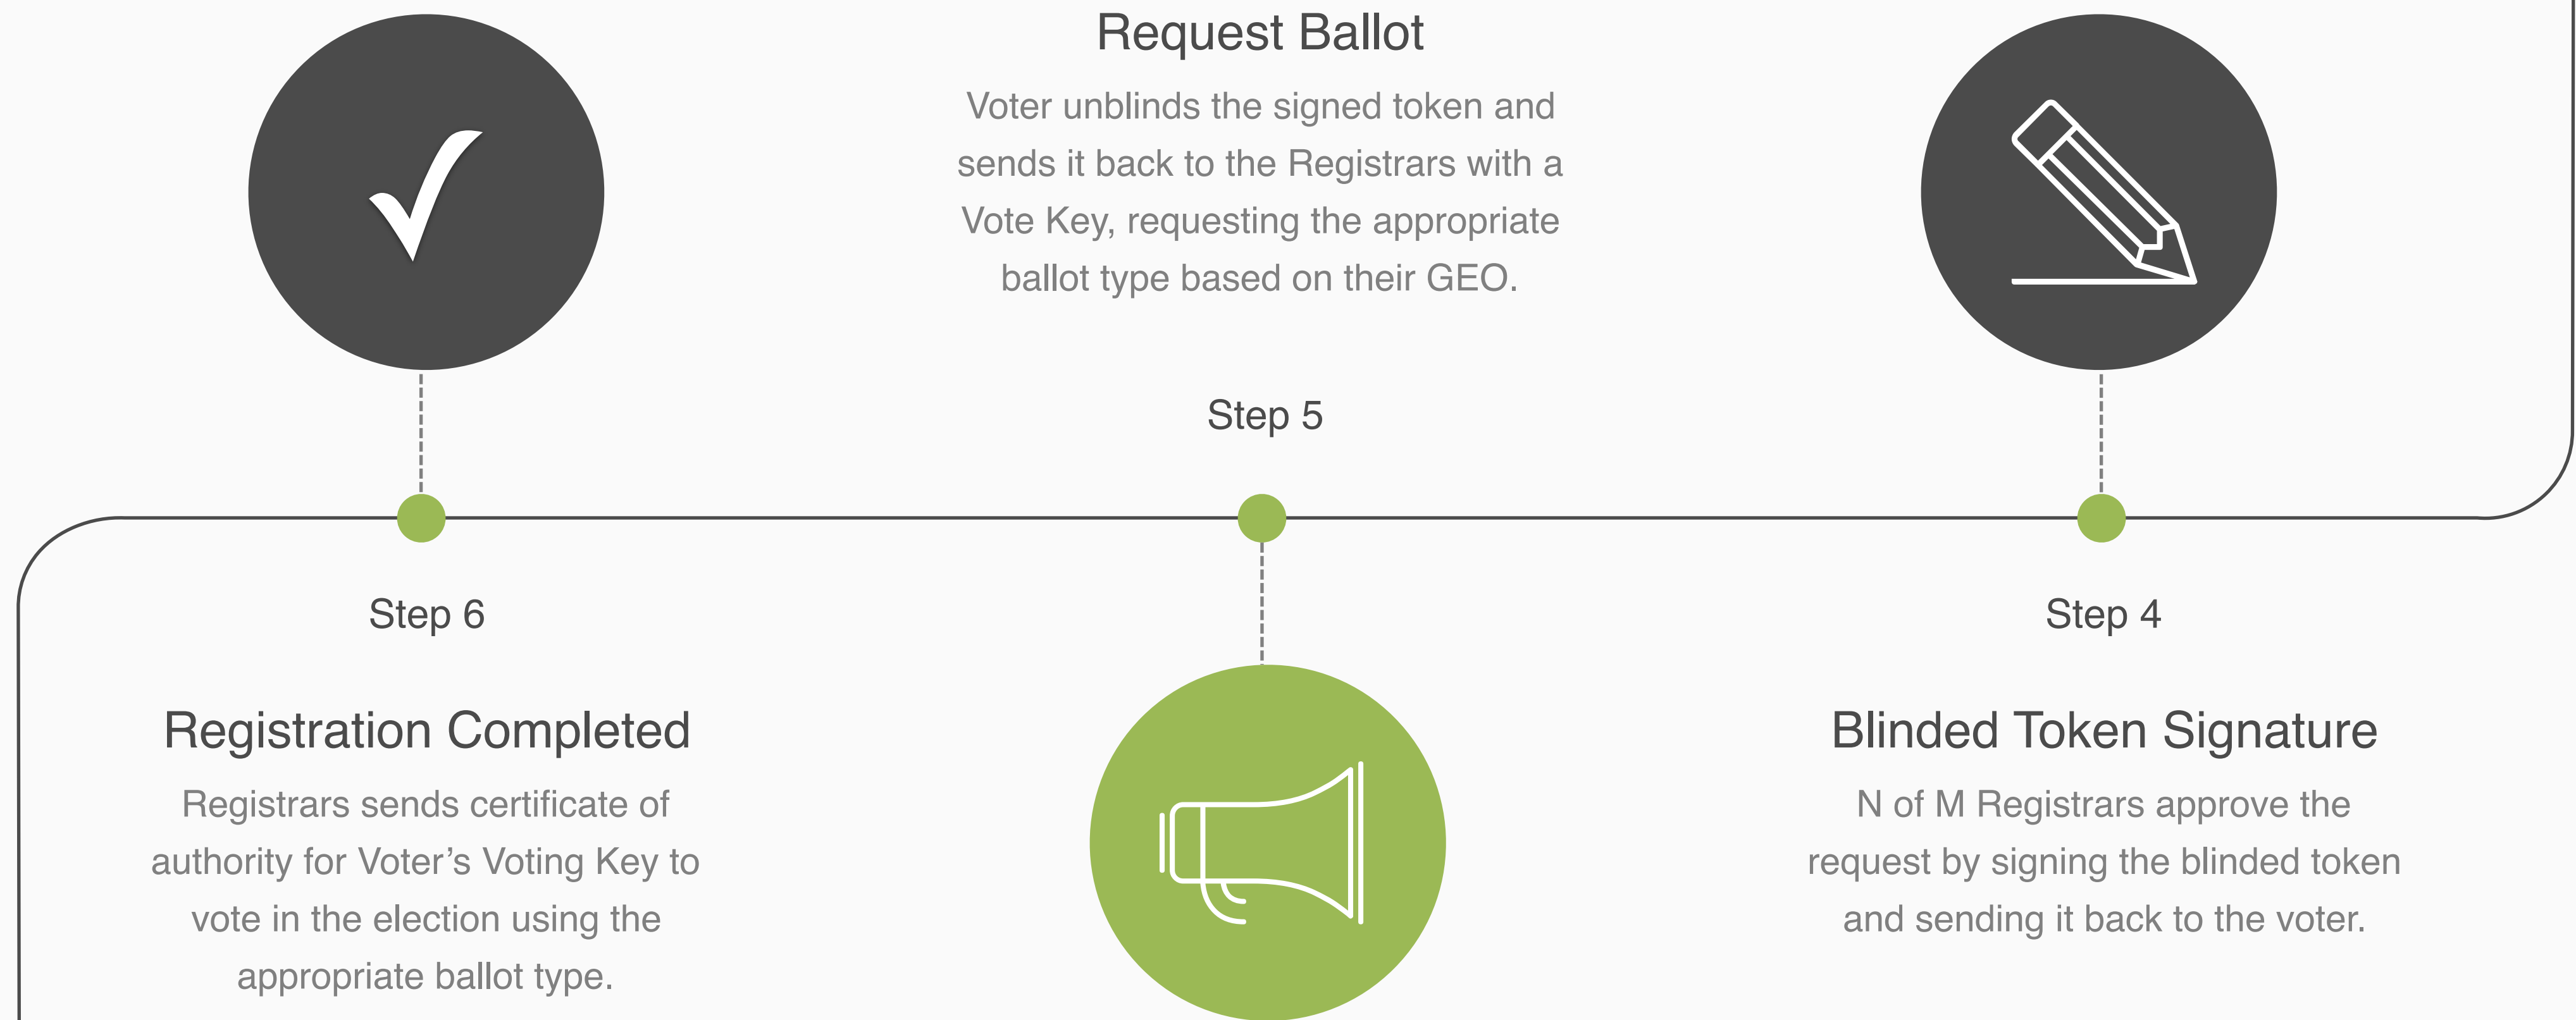 Request Ballot
Voter unblinds the signed token and
sends it back to the Registrars with a
Vote Key, requesting the appropriate
ballot type based on their GEO.
Step 5
Step 6
Registration Completed
Registrars sends certificate of
authority for Voter’s Voting Key to
vote in the election using the
appropriate ballot type.
Step 4
Blinded Token Signature
N of M Registrars approve the
request by signing the blinded token
and sending it back to the voter.